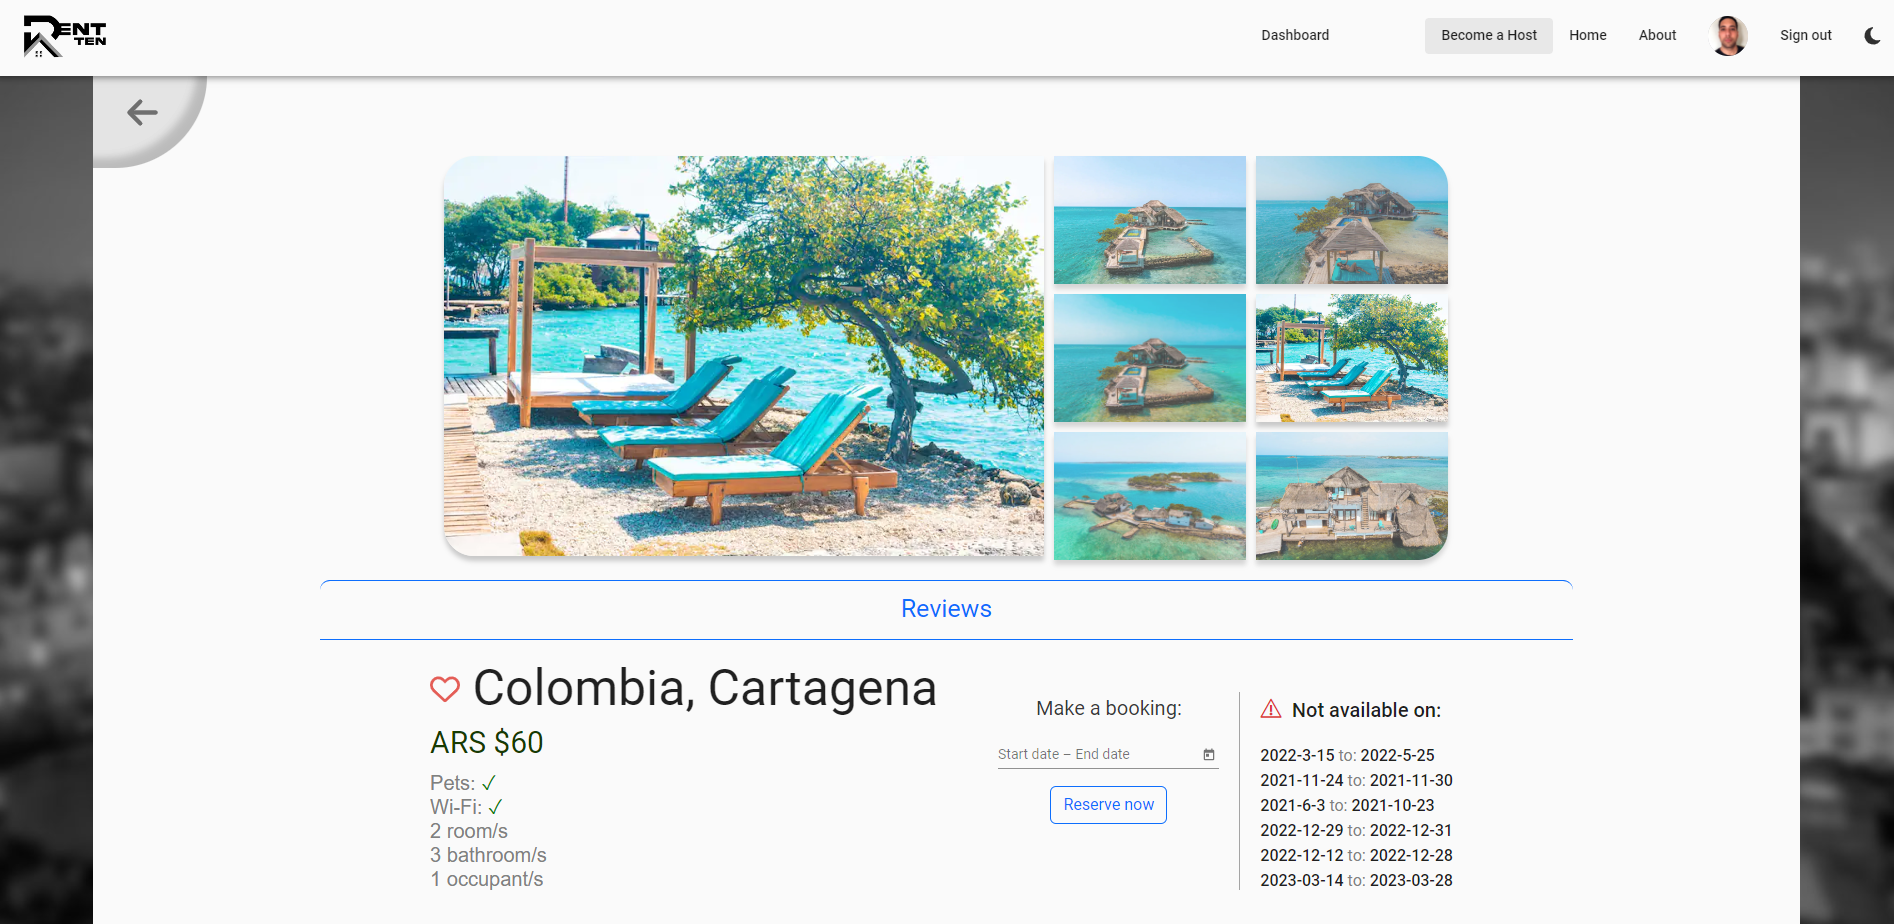 RENT
TEN
Dashboard
Become a Host
Home
About
Sign out
Reviews
Colombia, Cartagena
ARS $60
Pets: ✓
Wi-Fi: ✓
2 room/s
3 bathroom/s
1 occupant/s
Make a booking:
Start date – End date
Reserve now
Not available on:
2022-3-15 to: 2022-5-25
2021-11-24 to: 2021-11-30
2021-6-3 to: 2021-10-23
2022-12-29 to: 2022-12-31
2022-12-12 to: 2022-12-28
2023-03-14 to: 2023-03-28